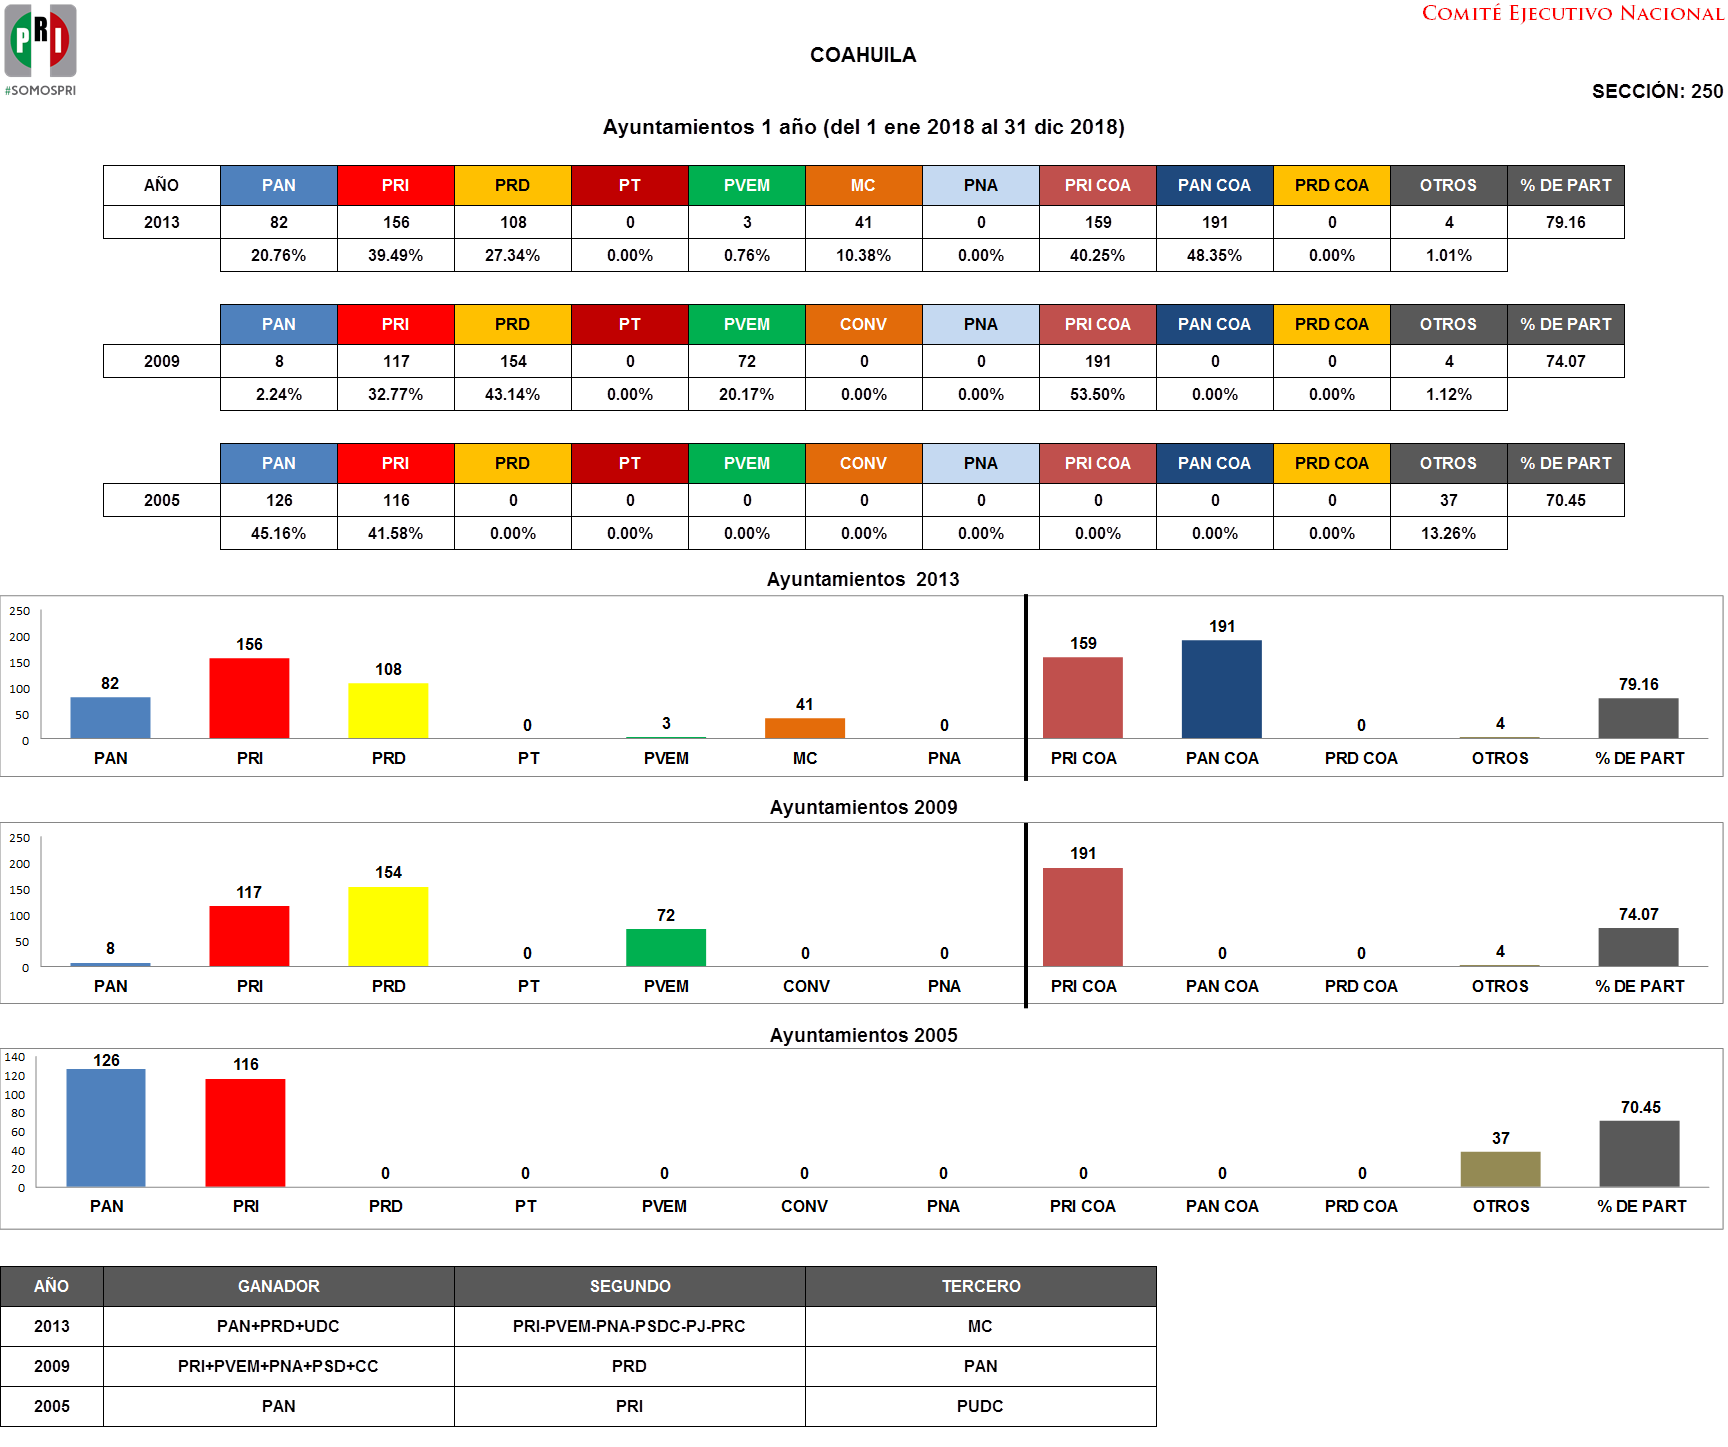 PRI
#SOMOSPRI
COMITÉ EJECUTIVO NACIONAL
COAHUILA
SECCIÓN: 250
Ayuntamientos 1 año (del 1 ene 2018 al 31 dic 2018)
AÑO PAN PRI PRD PT PVEM MC PNA PRI COA PAN COA PRD COA OTROS % DE PART
2013 82 156 108 0 3 41 0 159 191 0 4 79.16
20.76% 39.49% 27.34% 0.00% 0.76% 10.38% 0.00% 40.25% 48.35% 0.00% 1.01%
PAN PRI PRD PT PVEM CONV PNA PRI COA PAN COA PRD COA OTROS % DE PART
2009 8 117 154 0 72 0 0 191 0 0 4 74.07
2.24% 32.77% 43.14% 0.00% 20.17% 0.00% 0.00% 53.50% 0.00% 0.00% 1.12%
PAN PRI PRD PT PVEM CONV PNA PRI COA PAN COA PRD COA OTROS % DE PART
2005 126 116 0 0 0 0 0 0 0 0 37 70.45
45.16% 41.58% 0.00% 0.00% 0.00% 0.00% 0.00% 0.00% 0.00% 0.00% 13.26%
Ayuntamientos 2013
250
200
150
100
50
0
82 156 108 0 3 41 0 159 191 0 4 79.16
PAN PRI PRD PT PVEM MC PNA PRI COA PAN COA PRD COA OTROS % DE PART
Ayuntamientos 2009
250
200
150
100
50
0
8 117 154 0 72 0 0 191 0 0 4 74.07
PAN PRI PRD PT PVEM CONV PNA PRI COA PAN COA PRD COA OTROS % DE PART
Ayuntamientos 2005
140
120
100
80
60
40
20
0
126 116 0 0 0 0 0 0 0 0 37 70.45
PAN PRI PRD PT PVEM CONV PNA PRI COA PAN COA PRD COA OTROS % DE PART
AÑO GANADOR SEGUNDO TERCERO
2013 PAN+PRD+UDC PRI-PVEM-PNA-PSDC-PJ-PRC MC
2009 PRI+PVEM+PNA+PSD+CC PRD PAN
2005 PAN PRI PUDC